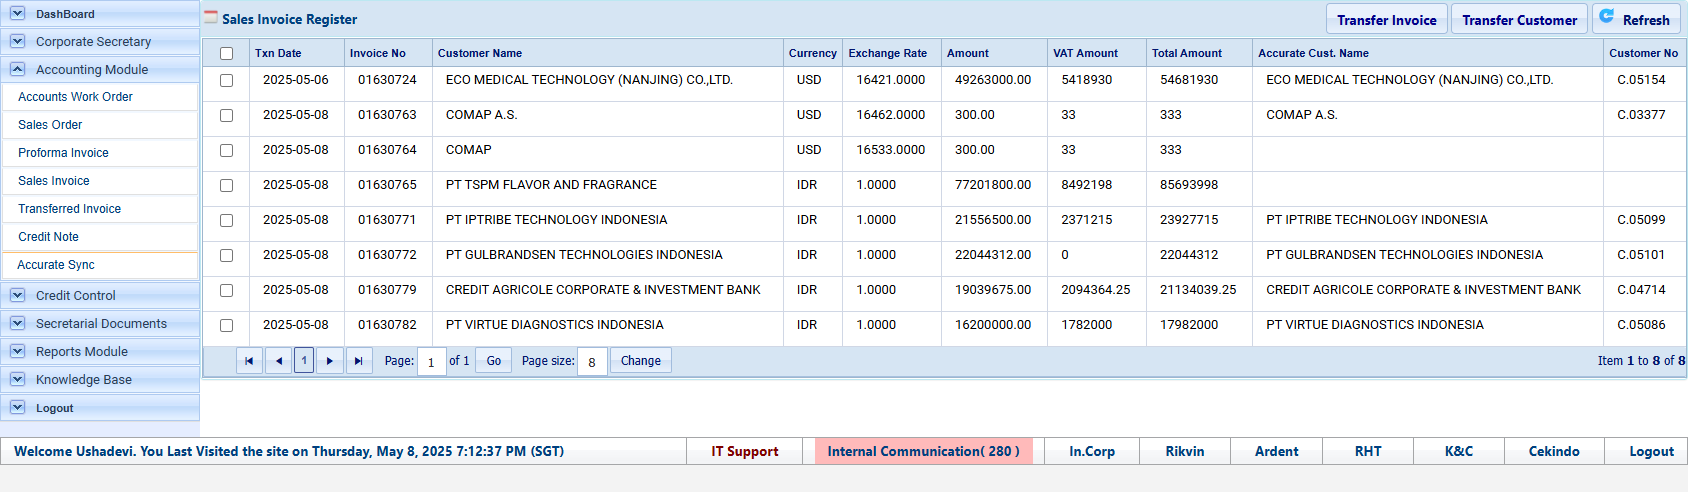 DashBoard
Corporate Secretary
Accounting Module
Accounts Work Order
Sales Order
Proforma Invoice
Sales Invoice
Transferred Invoice
Credit Note
Accurate Sync
Credit Control
Secretarial Documents
Reports Module
Knowledge Base
Logout
Sales Invoice Register
Transfer Invoice Transfer Customer Refresh
Txn Date Invoice No Customer Name Currency Exchange Rate Amount VAT Amount Total Amount Accurate Cust. Name Customer No
2025-05-06 01630724 ECO MEDICAL TECHNOLOGY (NANJING) CO.,LTD. USD 16421.0000 49263000.00 5418930 54681930 ECO MEDICAL TECHNOLOGY (NANJING) CO.,LTD. C.05154
2025-05-08 01630763 COMAP A.S. USD 16462.0000 300.00 33 333 COMAP A.S. C.03377
2025-05-08 01630764 COMAP USD 16533.0000 300.00 33 333
2025-05-08 01630765 PT TSPM FLAVOR AND FRAGRANCE IDR 1.0000 77201800.00 8492198 85693998
2025-05-08 01630771 PT IPTRIBE TECHNOLOGY INDONESIA IDR 1.0000 21556500.00 2371215 23927715 PT IPTRIBE TECHNOLOGY INDONESIA C.05099
2025-05-08 01630772 PT GULBRANDSEN TECHNOLOGIES INDONESIA IDR 1.0000 22044312.00 0 22044312 PT GULBRANDSEN TECHNOLOGIES INDONESIA C.05101
2025-05-08 01630779 CREDIT AGRICOLE CORPORATE & INVESTMENT BANK IDR 1.0000 19039675.00 2094364.25 21134039.25 CREDIT AGRICOLE CORPORATE & INVESTMENT BANK C.04714
2025-05-08 01630782 PT VIRTUE DIAGNOSTICS INDONESIA IDR 1.0000 16200000.00 1782000 17982000 PT VIRTUE DIAGNOSTICS INDONESIA C.05086
1 Page: 1 of 1 Go Page size: 8 Change Item 1 to 8 of 8
Welcome Ushadevi. You Last Visited the site on Thursday, May 8, 2025 7:12:37 PM (SGT) IT Support Internal Communication( 280 ) In.Corp Rikvin Ardent RHT K&C Cekindo Logout